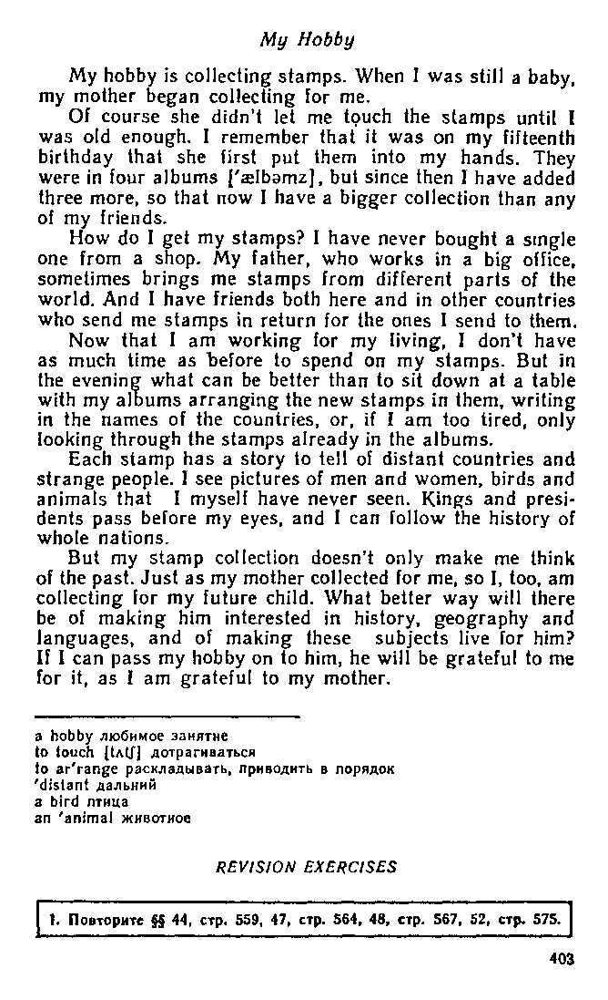 My Hobby
My hobby is collecting stamps. When I was still a baby,
my mother began collecting for me.
Of course she didn't let me touch the stamps until I
was old enough. I remember that it was on my fifteenth
birthday that she first put them into my hands. They
were in four albums ['ælbəmz], but since then I have added
three more, so that now I have a bigger collection than any
of my friends.
How do I get my stamps? I have never bought a single
one from a shop. My father, who works in a big office,
sometimes brings me stamps from different parts of the
world. And I have friends both here and in other countries
who send me stamps in return for the ones I send to them.
Now that I am working for my living, I don't have
as much time as before to spend on my stamps. But in
the evening what can be better than to sit down at a table
with my albums arranging the new stamps in them, writing
in the names of the countries, or, if I am too tired, only
looking through the stamps already in the albums.
Each stamp has a story to tell of distant countries and
strange people. I see pictures of men and women, birds and
animals that I myself have never seen. Kings and presi-
dents pass before my eyes, and I can follow the history of
whole nations.
But my stamp collection doesn't only make me think
of the past. Just as my mother collected for me, so I, too, am
collecting for my future child. What better way will there
be of making him interested in history, geography and
languages, and of making these subjects live for him?
If I can pass my hobby on to him, he will be grateful to me
for it, as I am grateful to my mother.
a hobby любимое занятие
to touch [tʌtʃ] дотрагиваться
to ar'range раскладывать, приводить в порядок
'distant дальний
a bird птица
an 'animal животное
REVISION EXERCISES
1. Повторите §§ 44, стр. 559, 47, стр. 564, 48, стр. 567, 52, стр. 575.
403